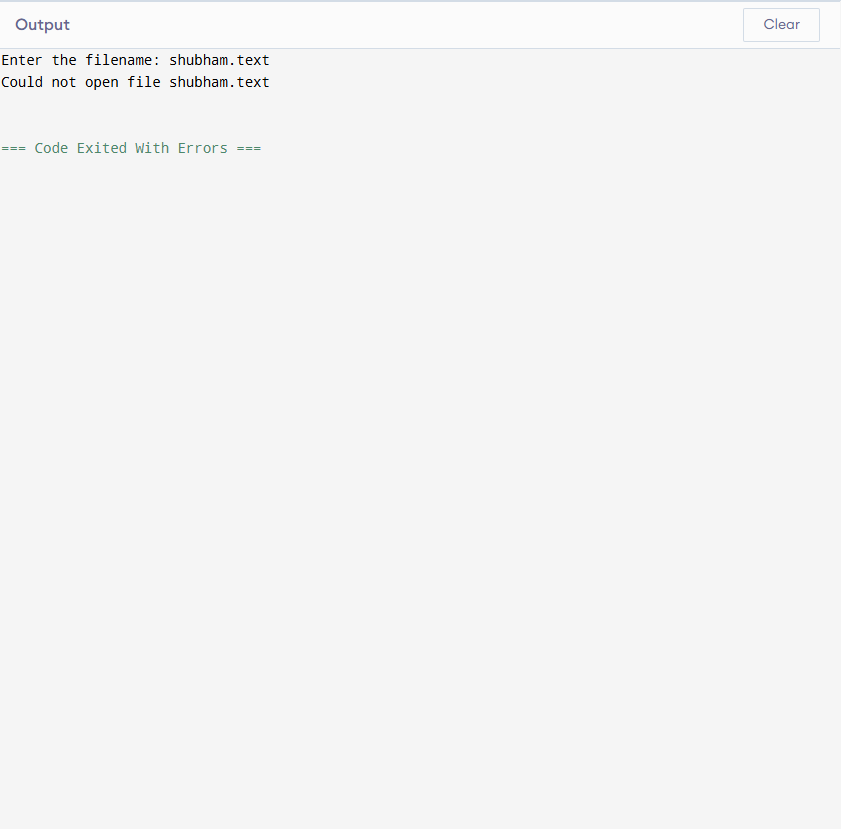 Output
Clear
Enter the filename: shubham.text
Could not open file shubham.text
=== Code Exited With Errors ===